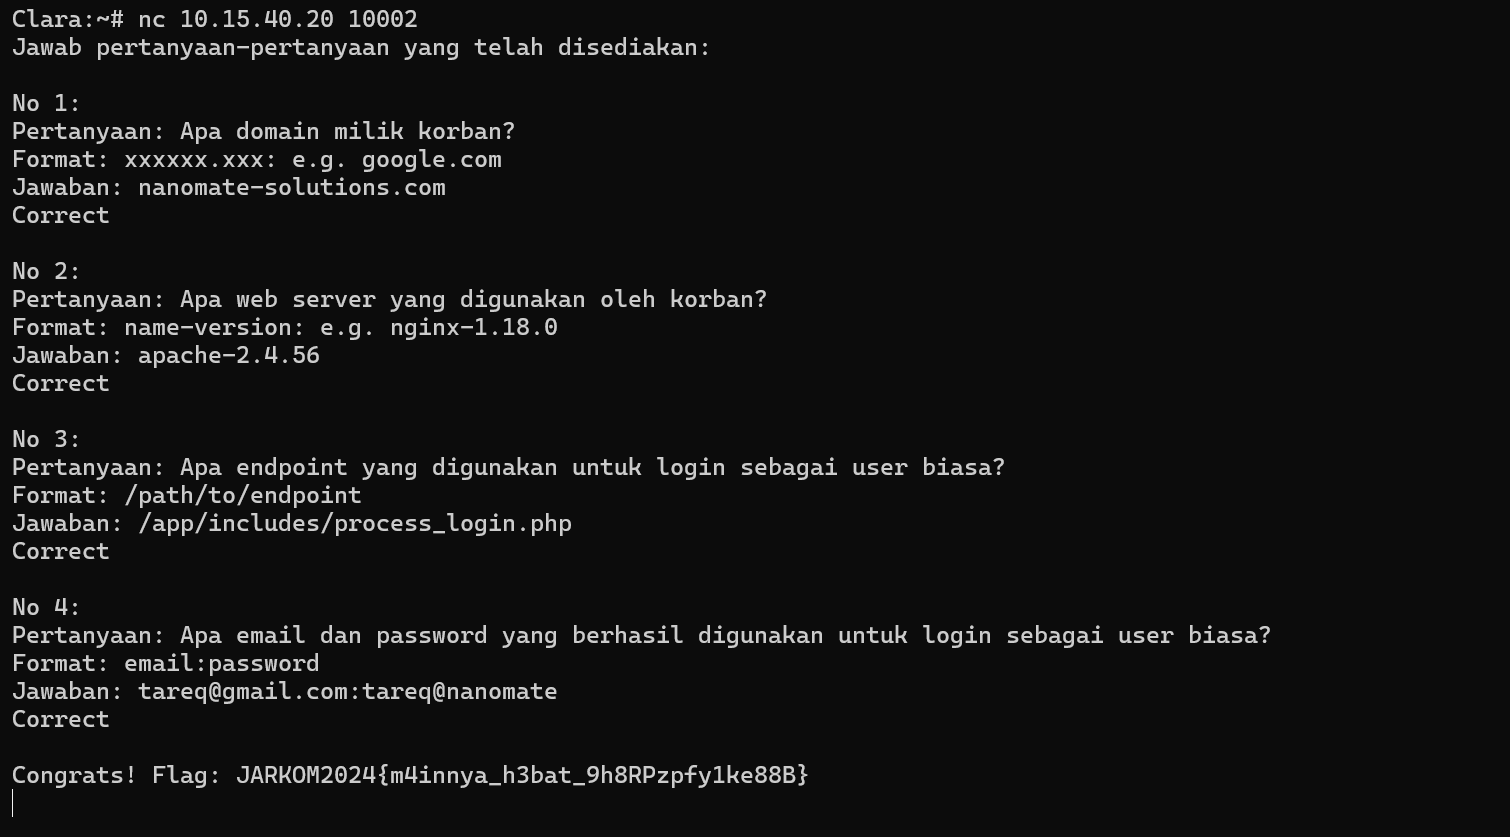 Clara:~# nc 10.15.40.20 10002
Jawab pertanyaan-pertanyaan yang telah disediakan:
No 1:
Pertanyaan: Apa domain milik korban?
Format: xxxxxx.xxx: e.g. google.com
Jawaban: nanomate-solutions.com
Correct
No 2:
Pertanyaan: Apa web server yang digunakan oleh korban?
Format: name-version: e.g. nginx-1.18.0
Jawaban: apache-2.4.56
Correct
No 3:
Pertanyaan: Apa endpoint yang digunakan untuk login sebagai user biasa?
Format: /path/to/endpoint
Jawaban: /app/includes/process_login.php
Correct
No 4:
Pertanyaan: Apa email dan password yang berhasil digunakan untuk login sebagai user biasa?
Format: email:password
Jawaban: tareq@gmail.com:tareq@nanomate
Correct
Congrats! Flag: JARKOM2024{m4innya_h3bat_9h8RPzpfy1ke88B}